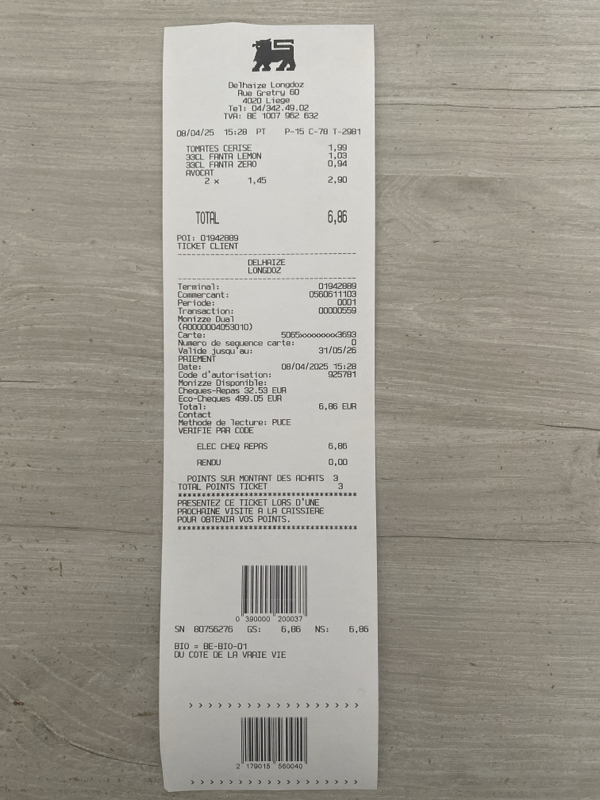 Delhaize Longdoz
Rue Gretry 60
4020 Liege
Tel: 04/342.49.02
TVA: BE 1007 962 632
08/04/25 15:28 PT P-15 C-78 T-2981
TOMATES CERISE 1,99
33CL FANTA LEMON 1,03
33CL FANTA ZERO 0,94
AVOCAT
2 x 1,45 2,90
TOTAL 6,86
POI: 01942889
TICKET CLIENT
DELHAIZE
LONGDOZ
Terminal: 01942889
Commercant: 0560611103
Periode: 0001
Transaction: 00000559
Monizze Dual
(A0000004053010)
Carte: 5065xxxxxxxx3693
Numero de sequence carte: 0
Valide jusqu'au: 31/05/26
PAIEMENT
Date: 08/04/2025 15:28
Code d'autorisation: 925781
Monizze Disponible:
Cheques-Repas 32.53 EUR
Eco-Cheques 499.05 EUR
Total: 6,86 EUR
Contact
Methode de lecture: PUCE
VERIFIE PAR CODE
ELEC CHEQ REPAS 6,86
RENDU 0,00
POINTS SUR MONTANT DES ACHATS 3
TOTAL POINTS TICKET 3
************************************
PRESENTEZ CE TICKET LORS D'UNE
PROCHAINE VISITE A LA CAISSIERE
POUR OBTENIR VOS POINTS.
************************************
0 390000 200037
SN 80756276 GS: 6,86 NS: 6,86
BIO = BE-BIO-01
DU COTE DE LA VRAIE VIE
> > > > > > > > > > > > > > > > >
2 179015 560040
> > > > > > > > > > > > > > > > >